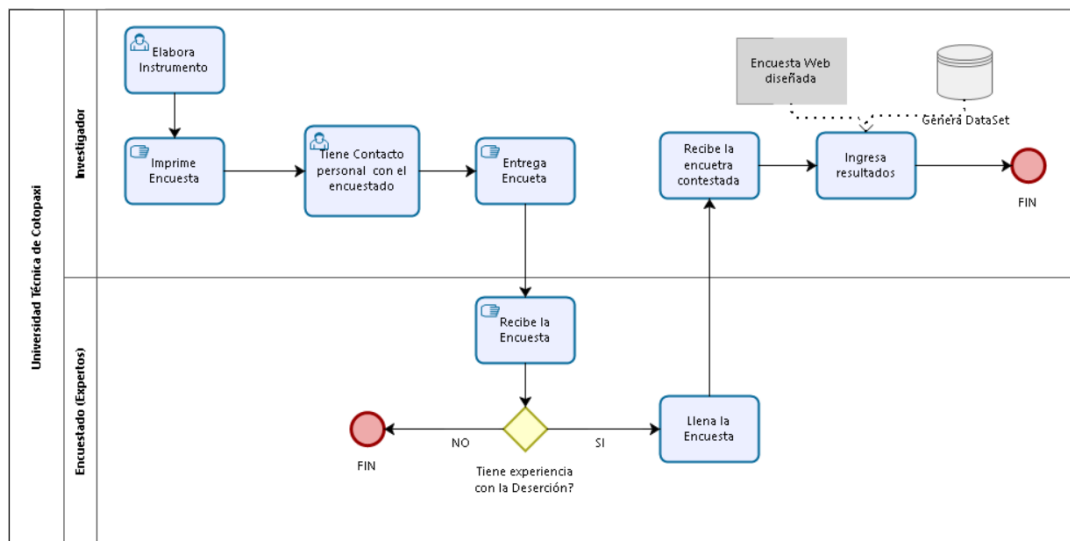 Universidad Técnica de Cotopaxi
Investigador
Elabora
Instrumento
Imprime
Encuesta
Tiene Contacto
personal con el
encuestado
Entrega
Encueta
Recibe la
encuetra
contestada
Encuesta Web
diseñada
Genera DataSet
Ingresa
resultados
FIN
Encuestado (Expertos)
Recibe la
Encuesta
Tiene experiencia
con la Deserción?
NO
FIN
SI
Llena la
Encuesta